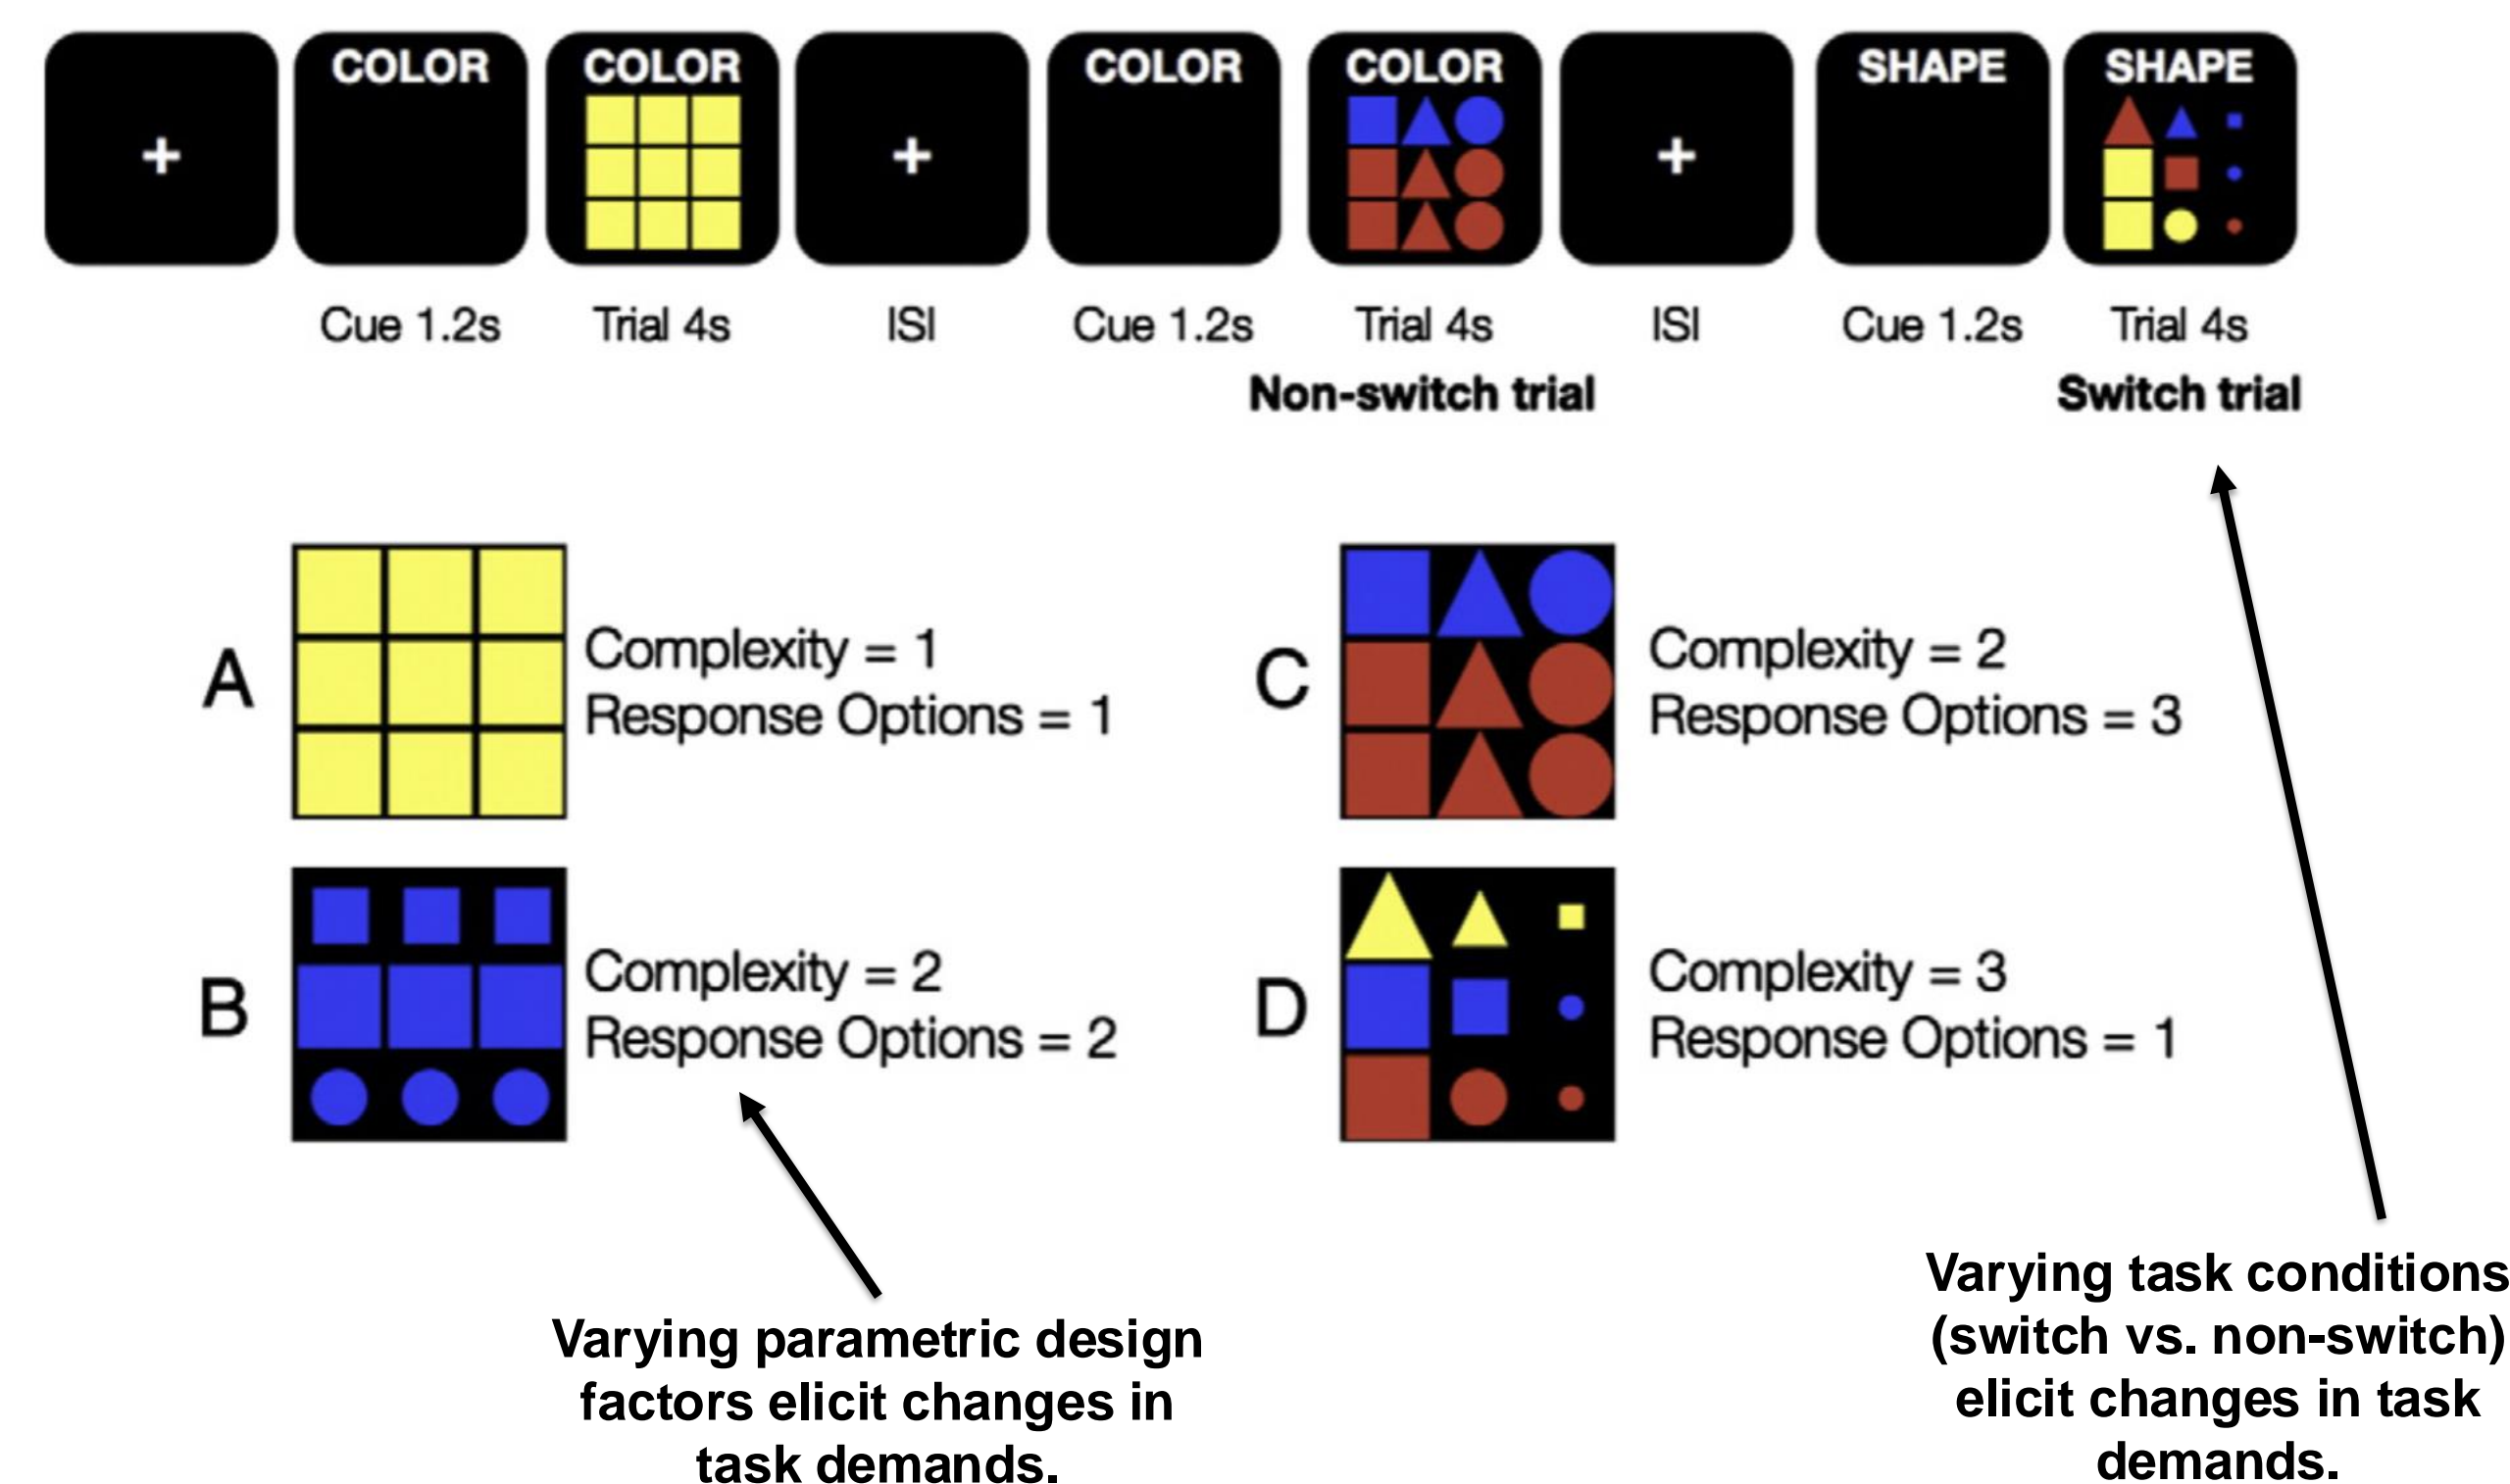 COLOR
COLOR
COLOR
COLOR
SHAPE
SHAPE
+
+
+
Cue 1.2s
Trial 4s
ISI
Cue 1.2s
Trial 4s
ISI
Cue 1.2s
Trial 4s
Non-switch trial
Switch trial
A
Complexity = 1
Response Options = 1
C
Complexity = 2
Response Options = 3
B
Complexity = 2
Response Options = 2
D
Complexity = 3
Response Options = 1
Varying parametric design
factors elicit changes in
task demands.
Varying task conditions
(switch vs. non-switch)
elicit changes in task
demands.